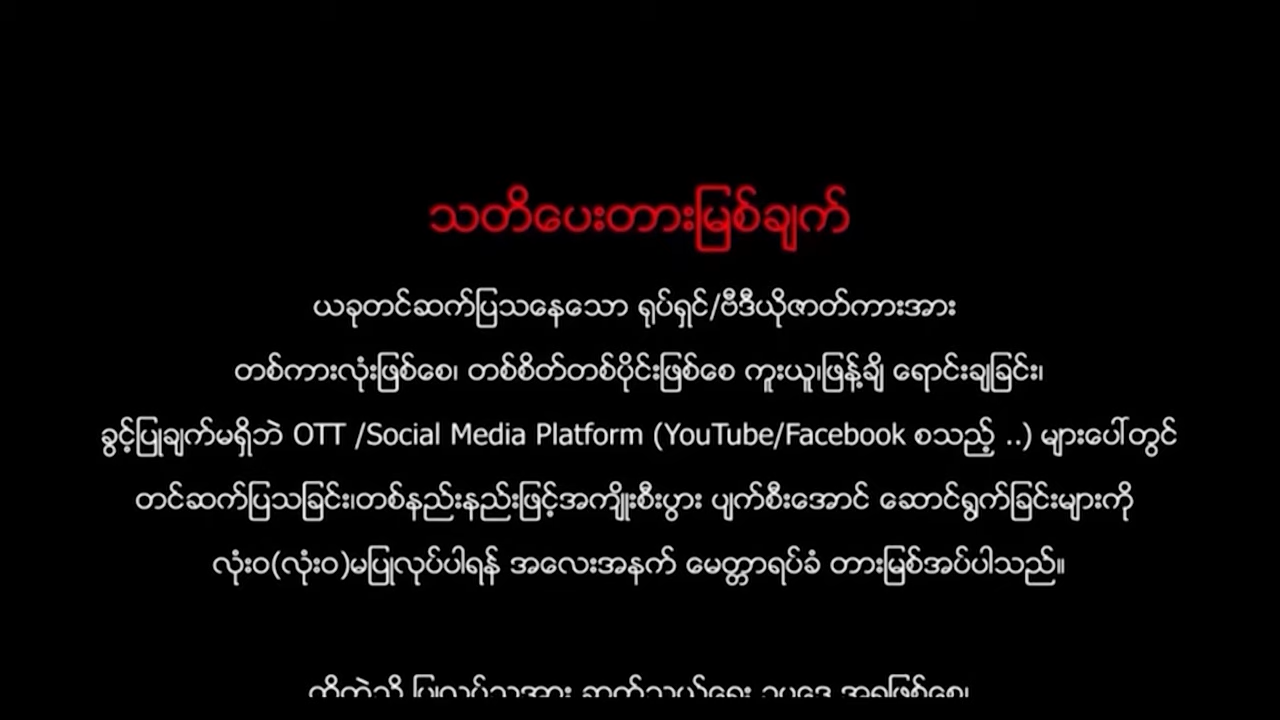 သတိပေးတားမြစ်ချက်
ယခုတင်ဆက်ပြသနေသော ရုပ်ရှင်/ဗီဒီယိုဇာတ်ကားအား
တစ်ကားလုံးဖြစ်စေ၊ တစ်စိတ်တစ်ပိုင်းဖြစ်စေ ကူးယူ၊ဖြန့်ချိ ရောင်းချခြင်း၊
ခွင့်ပြုချက်မရှိဘဲ OTT /Social Media Platform (YouTube/Facebook စသည့် ..) များပေါ်တွင်
တင်ဆက်ပြသခြင်း၊တစ်နည်းနည်းဖြင့်အကျိုးစီးပွား ပျက်စီးအောင် ဆောင်ရွက်ခြင်းများကို
လုံးဝ(လုံးဝ)မပြုလုပ်ပါရန် အလေးအနက် မေတ္တာရပ်ခံ တားမြစ်အပ်ပါသည်။